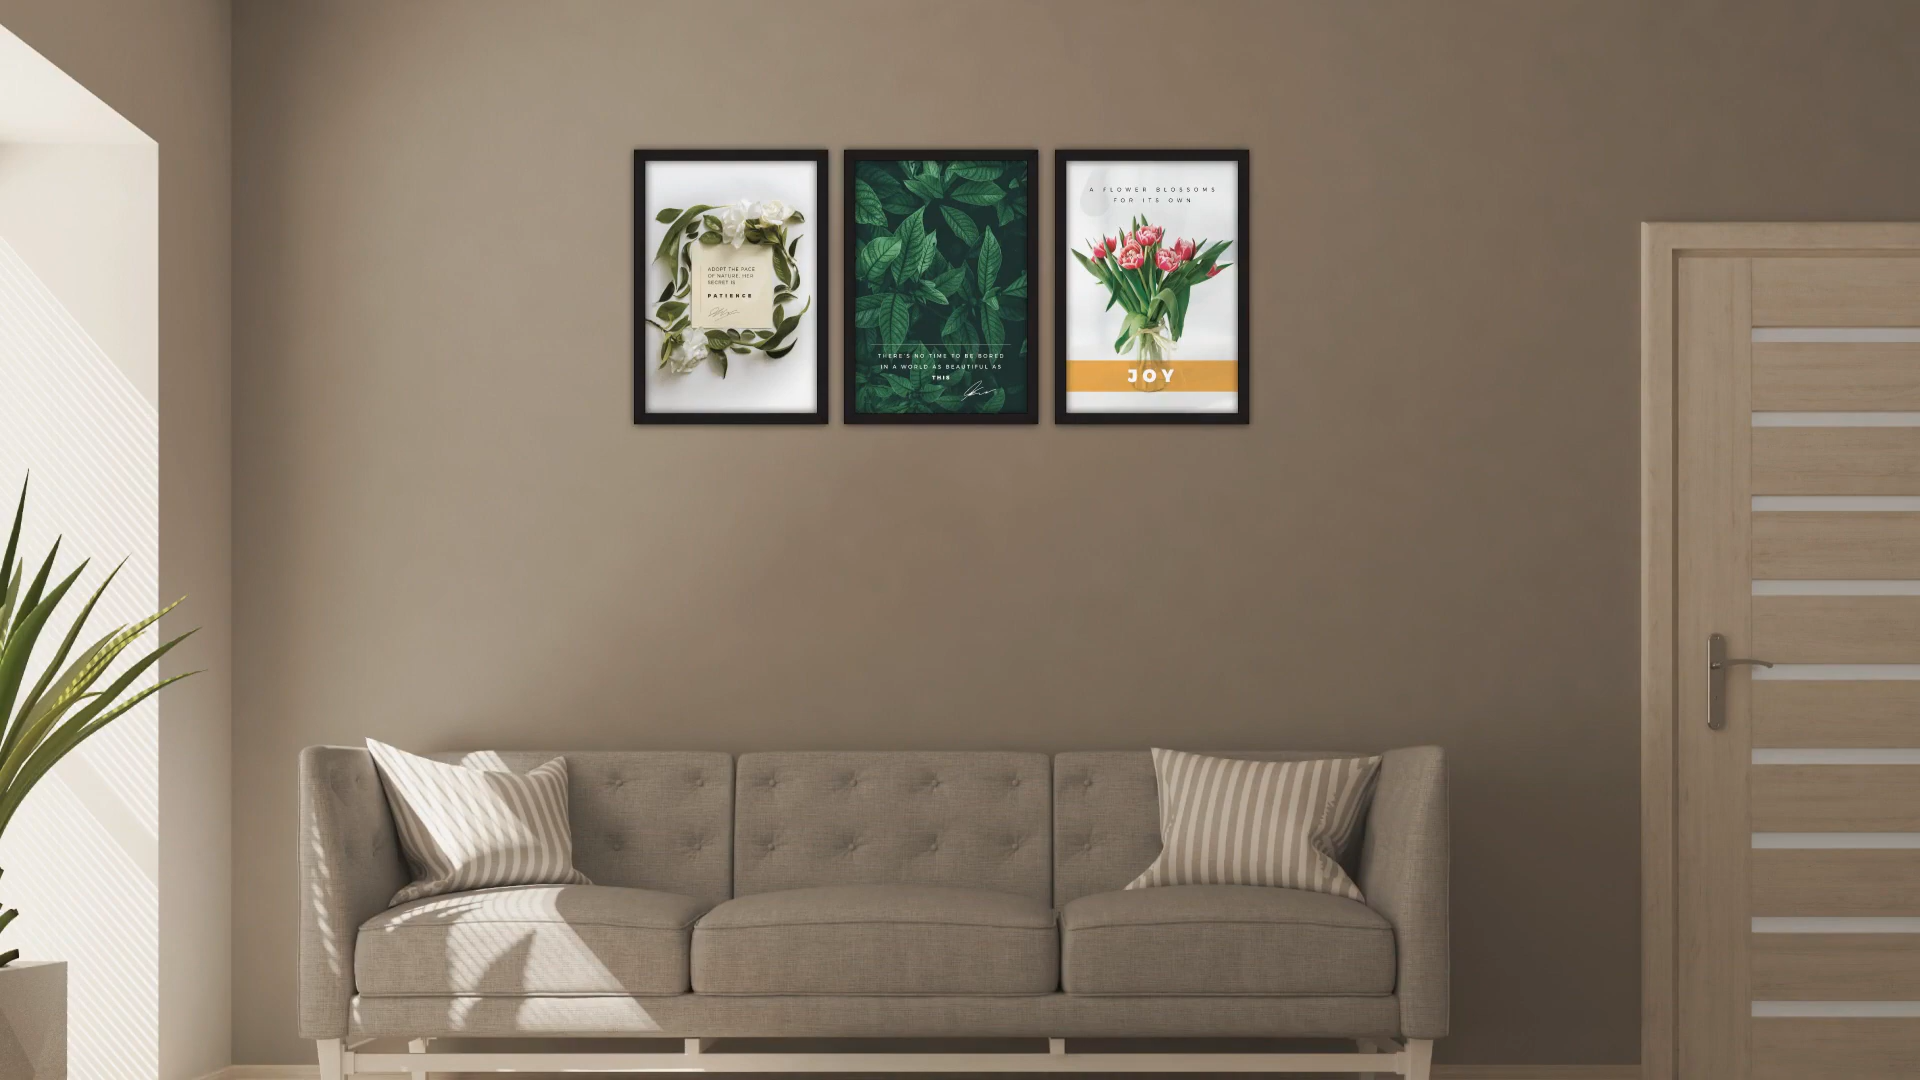 ADOPT THE PACE
OF NATURE; HER
SECRET IS
PATIENCE
THERE'S NO TIME TO BE BORED
IN A WORLD AS BEAUTIFUL AS
THIS
A FLOWER BLOSSOMS
FOR ITS OWN
JOY